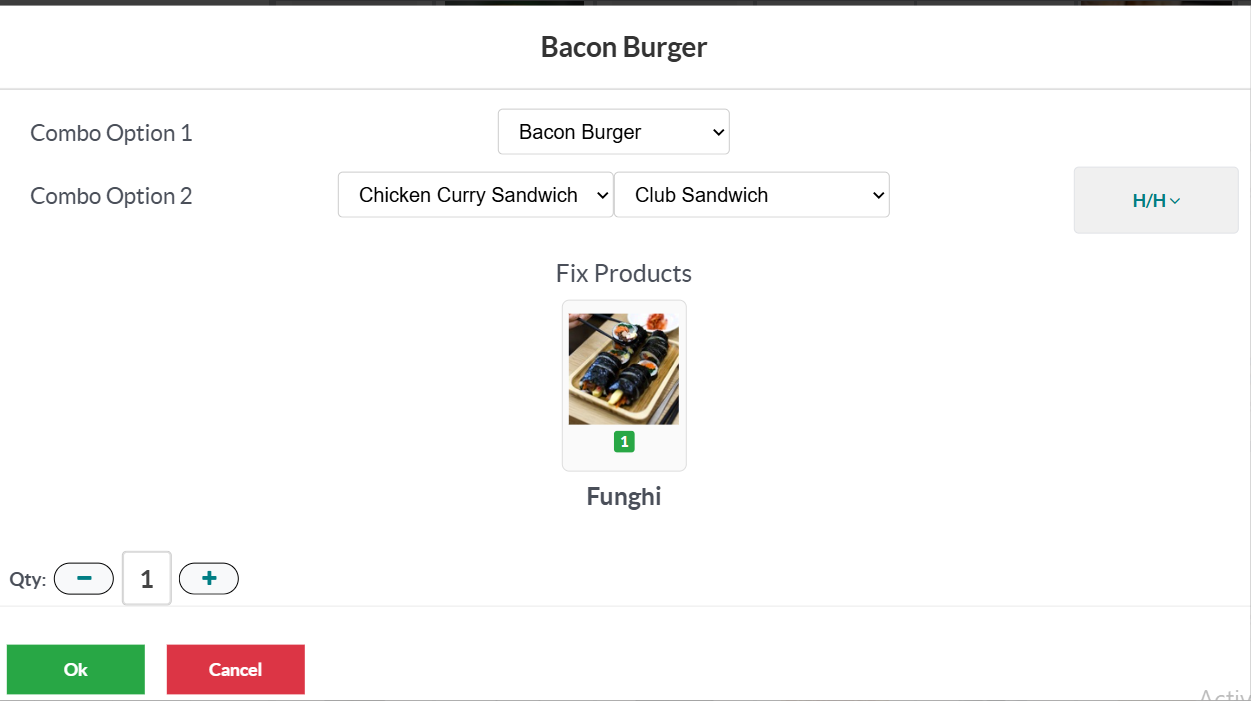 Bacon Burger
Combo Option 1
Bacon Burger
Combo Option 2
Chicken Curry Sandwich
Club Sandwich
H/H
Fix Products
1
Funghi
Qty:
1
Ok
Cancel
Activ